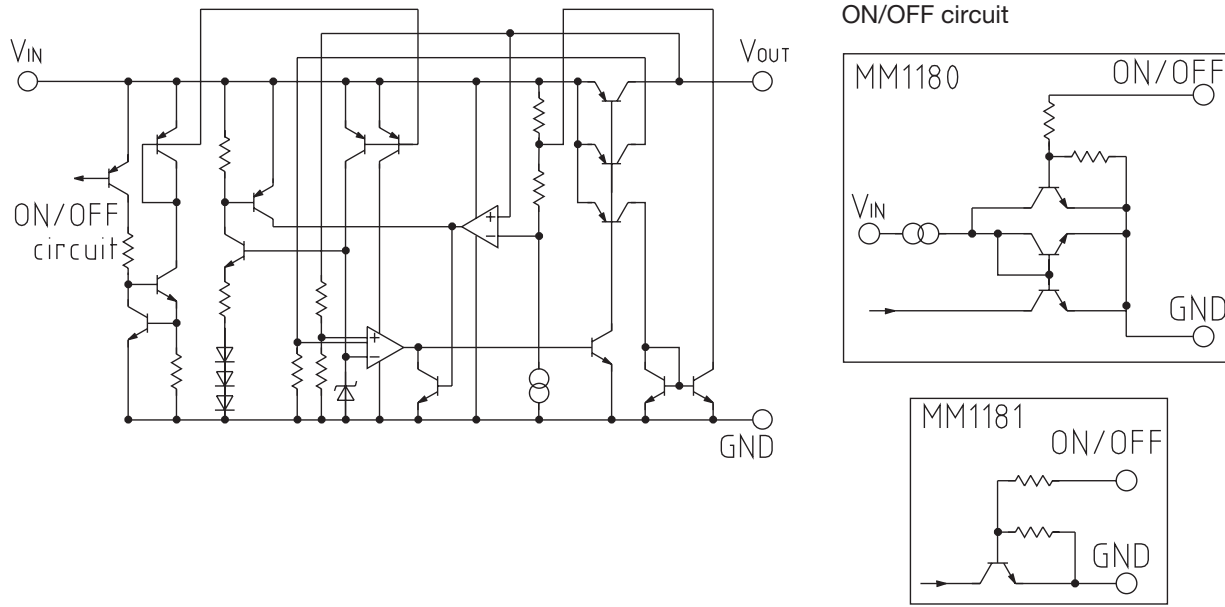 ON/OFF circuit
VIN
VOUT
ON/OFF
circuit
+
−
+
−
GND
MM1180
ON/OFF
VIN
GND
MM1181
ON/OFF
GND